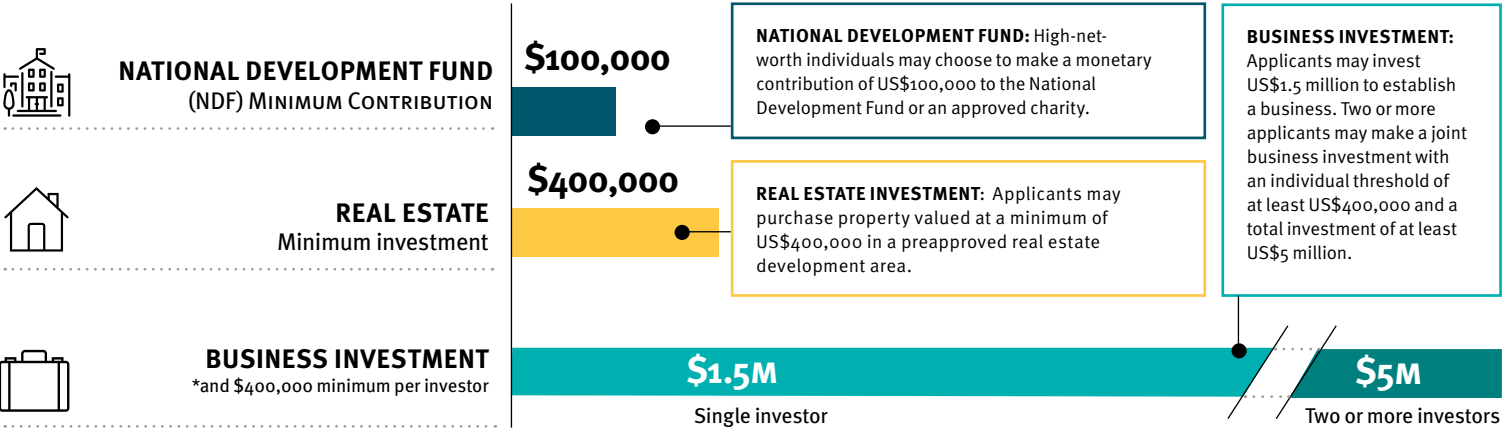 NATIONAL DEVELOPMENT FUND
(NDF) MINIMUM CONTRIBUTION
$100,000
NATIONAL DEVELOPMENT FUND: High-net-
worth individuals may choose to make a monetary
contribution of US$100,000 to the National
Development Fund or an approved charity.
REAL ESTATE
Minimum investment
$400,000
REAL ESTATE INVESTMENT: Applicants may
purchase property valued at a minimum of
US$400,000 in a preapproved real estate
development area.
BUSINESS INVESTMENT:
Applicants may invest
US$1.5 million to establish
a business. Two or more
applicants may make a joint
business investment with
an individual threshold of
at least US$400,000 and a
total investment of at least
US$5 million.
BUSINESS INVESTMENT
*and $400,000 minimum per investor
$1.5M
Single investor
$5M
Two or more investors